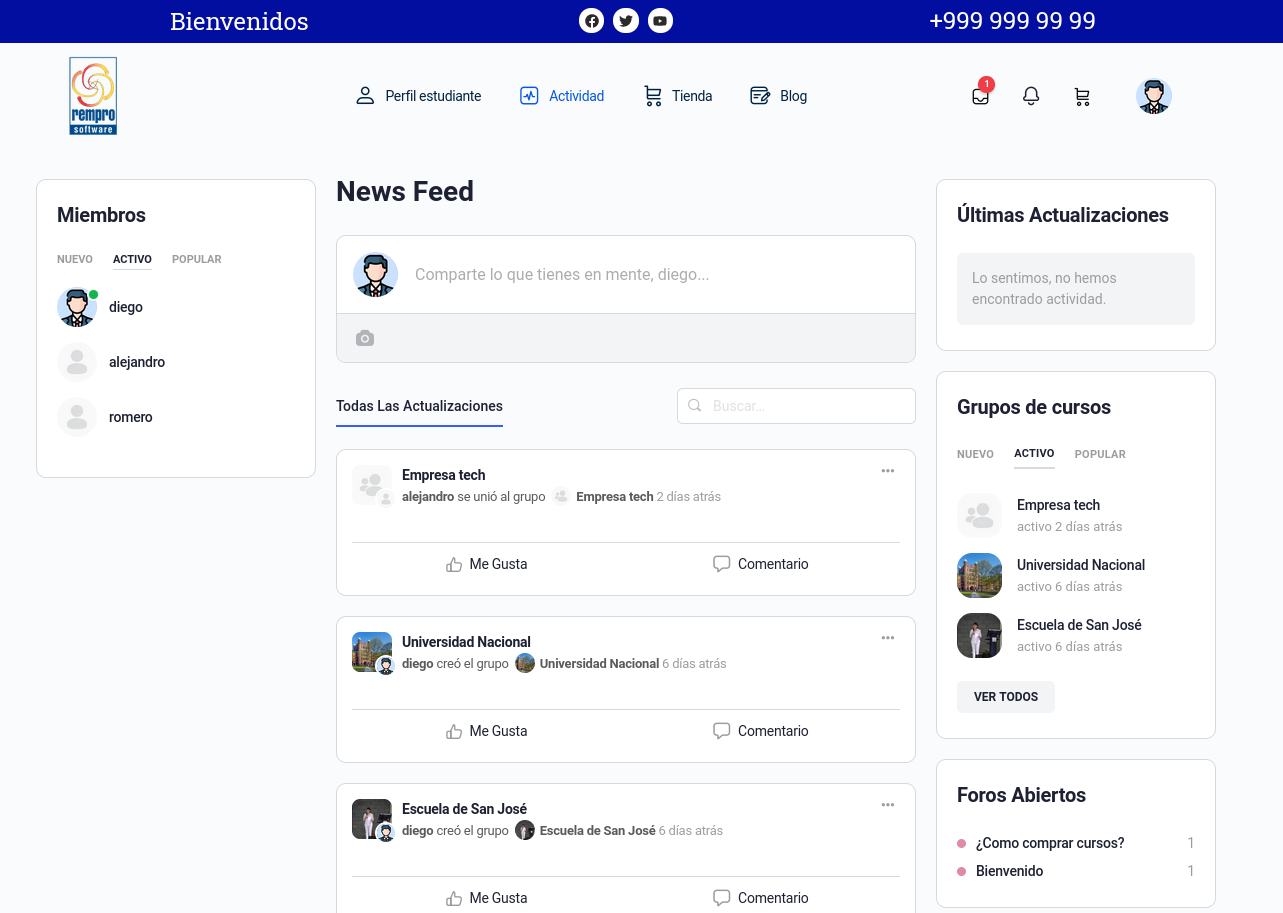 Bienvenidos
+999 999 99 99
rempro
software
Perfil estudiante
Actividad
Tienda
Blog
1
Miembros
NUEVO
ACTIVO
POPULAR
diego
alejandro
romero
News Feed
Comparte lo que tienes en mente, diego...
Todas Las Actualizaciones
Buscar...
Empresa tech
alejandro se unió al grupo Empresa tech 2 días atrás
Me Gusta
Comentario
Universidad Nacional
diego creó el grupo Universidad Nacional 6 días atrás
Me Gusta
Comentario
Escuela de San José
diego creó el grupo Escuela de San José 6 días atrás
Me Gusta
Comentario
Últimas Actualizaciones
Lo sentimos, no hemos
encontrado actividad.
Grupos de cursos
NUEVO
ACTIVO
POPULAR
Empresa tech
activo 2 días atrás
Universidad Nacional
activo 6 días atrás
Escuela de San José
activo 6 días atrás
VER TODOS
Foros Abiertos
¿Como comprar cursos? 1
Bienvenido 1